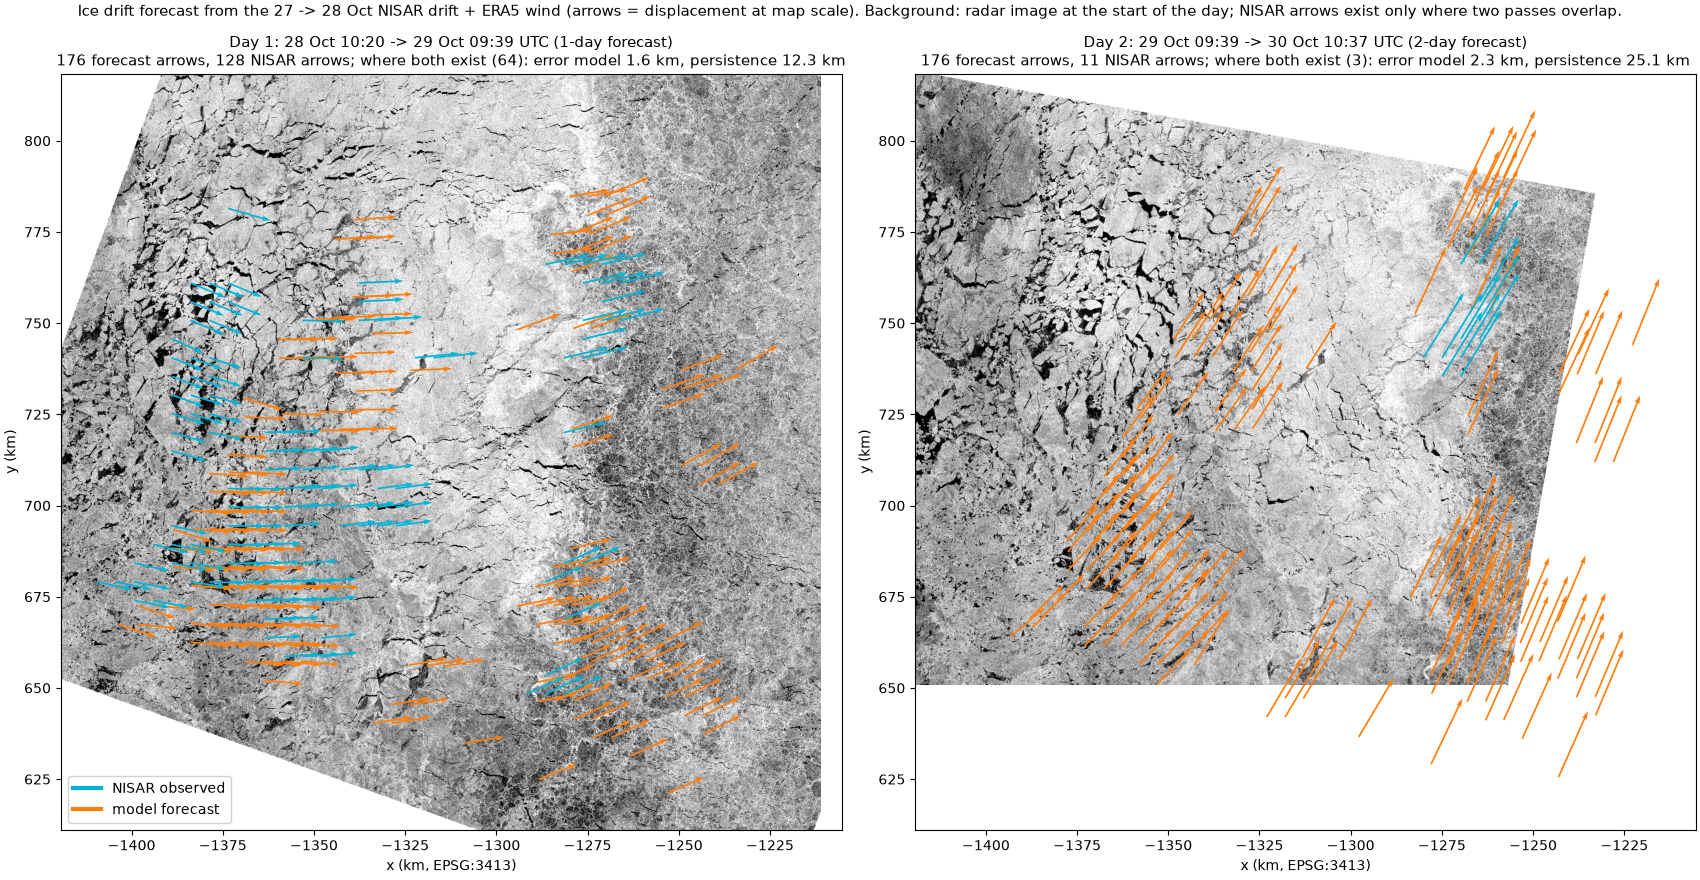 Ice drift forecast from the 27 -> 28 Oct NISAR drift + ERA5 wind (arrows = displacement at map scale). Background: radar image at the start of the day; NISAR arrows exist only where two passes overlap.
Day 1: 28 Oct 10:20 -> 29 Oct 09:39 UTC (1-day forecast)
176 forecast arrows, 128 NISAR arrows; where both exist (64): error model 1.6 km, persistence 12.3 km
800
775
750
725
700
675
650
625
y (km)
NISAR observed
model forecast
−1400
−1375
−1350
−1325
−1300
−1275
−1250
−1225
x (km, EPSG:3413)
Day 2: 29 Oct 09:39 -> 30 Oct 10:37 UTC (2-day forecast)
176 forecast arrows, 11 NISAR arrows; where both exist (3): error model 2.3 km, persistence 25.1 km
800
775
750
725
700
675
650
625
y (km)
−1400
−1375
−1350
−1325
−1300
−1275
−1250
−1225
x (km, EPSG:3413)